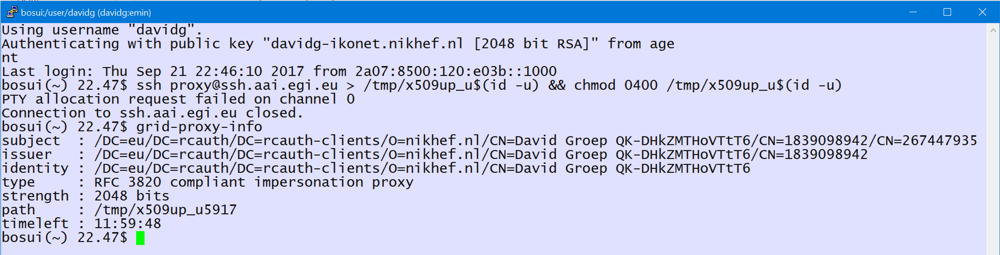 bosui:/user/davidg (davidg:emin)
Using username "davidg".
Authenticating with public key "davidg-ikonet.nikhef.nl [2048 bit RSA]" from age
nt
Last login: Thu Sep 21 22:46:10 2017 from 2a07:8500:120:e03b::1000
bosui(~) 22.47$ ssh proxy@ssh.aai.egi.eu > /tmp/x509up_u$(id -u) && chmod 0400 /tmp/x509up_u$(id -u)
PTY allocation request failed on channel 0
Connection to ssh.aai.egi.eu closed.
bosui(~) 22.47$ grid-proxy-info
subject  : /DC=eu/DC=rcauth/DC=rcauth-clients/O=nikhef.nl/CN=David Groep QK-DHkZMTHoVTtT6/CN=1839098942/CN=267447935
issuer   : /DC=eu/DC=rcauth/DC=rcauth-clients/O=nikhef.nl/CN=David Groep QK-DHkZMTHoVTtT6/CN=1839098942
identity : /DC=eu/DC=rcauth/DC=rcauth-clients/O=nikhef.nl/CN=David Groep QK-DHkZMTHoVTtT6
type     : RFC 3820 compliant impersonation proxy
strength : 2048 bits
path     : /tmp/x509up_u5917
timeleft : 11:59:48
bosui(~) 22.47$